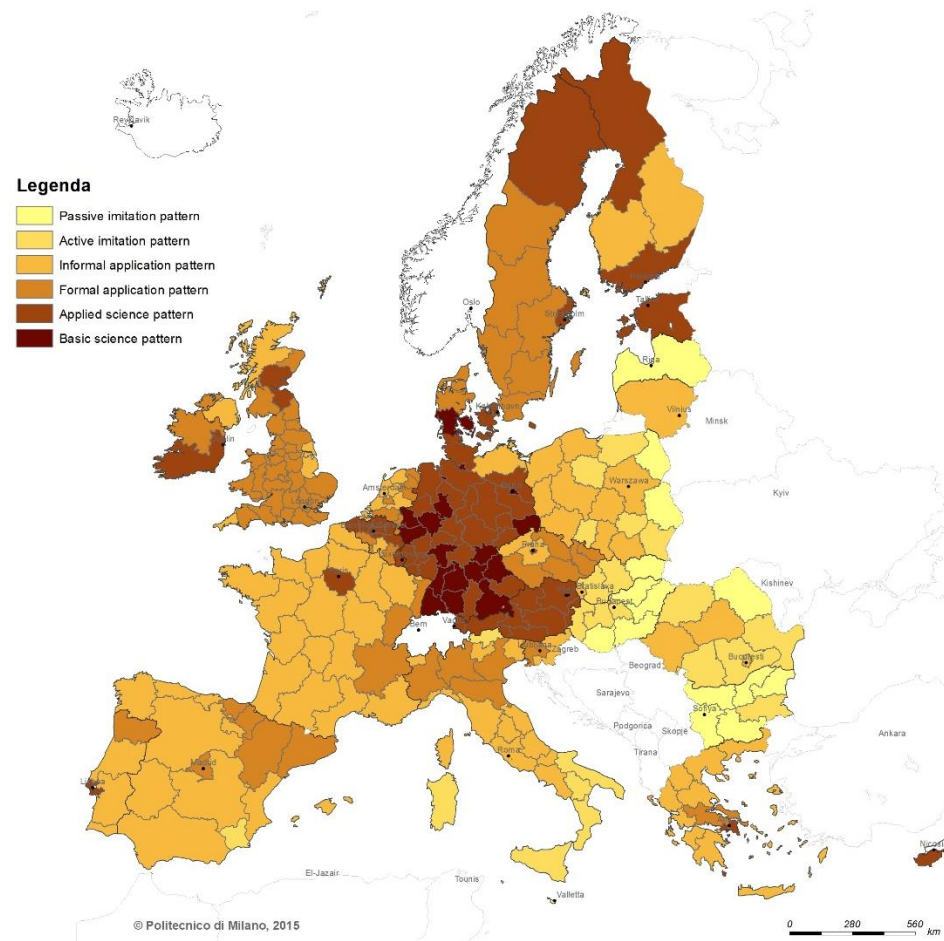 Reykjavik
Legenda
Passive imitation pattern
Active imitation pattern
Informal application pattern
Formal application pattern
Applied science pattern
Basic science pattern
Oslo
Stockholm
Riga
Vilnius
Minsk
Amsterdam
London
Warszawa
Kyiv
Praha
Bratislava
Budapest
Kishinev
Bern
Zagreb
Beograd
Bucuresti
Sarajevo
Sofiya
Podgorica
Skopje
Tirana
Ankara
Roma
Madrid
Lisboa
El-Jazair
Tounis
Valletta
© Politecnico di Milano, 2015
0 280 560
km